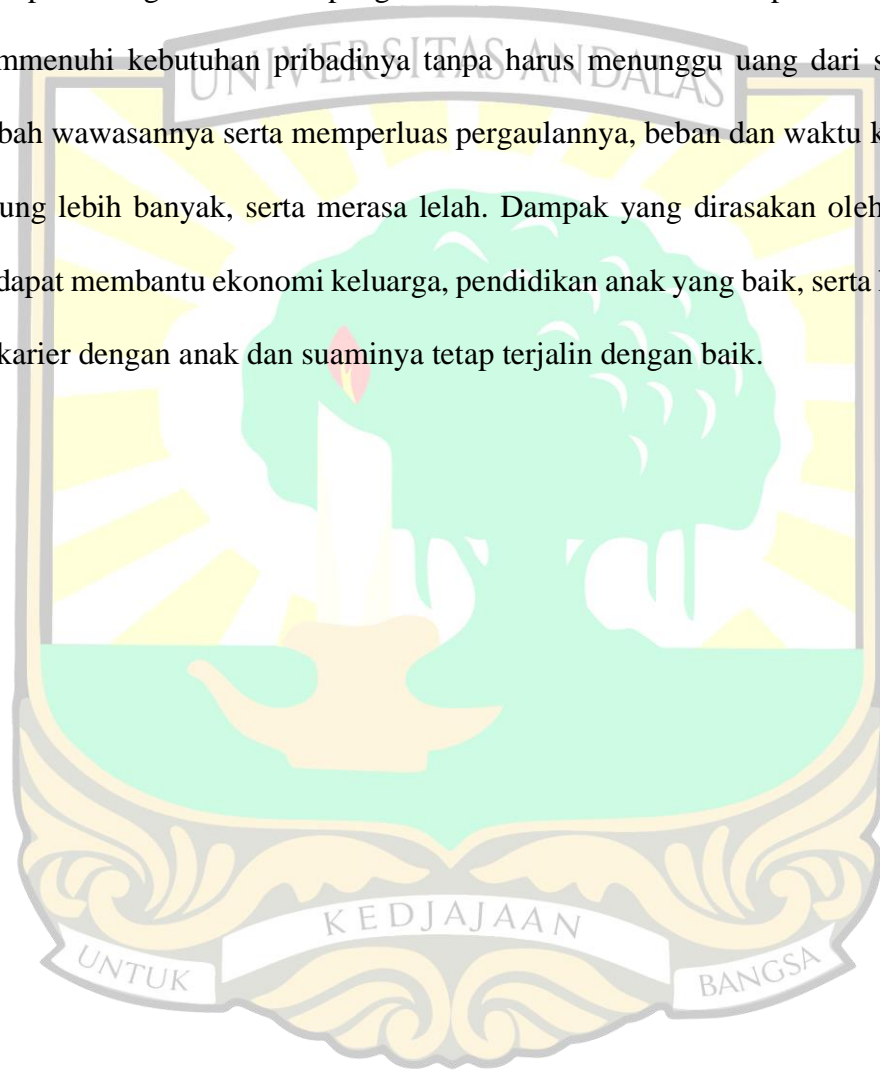 UNIVERSITAS ANDALAS
mmenuhi kebutuhan pribadinya tanpa harus menunggu uang dari s
bah wawasannya serta memperluas pergaulannya, beban dan waktu k
ung lebih banyak, serta merasa lelah. Dampak yang dirasakan oleh
dapat membantu ekonomi keluarga, pendidikan anak yang baik, serta
karier dengan anak dan suaminya tetap terjalin dengan baik.
UNTUK KEDJAJAAN BANGSA